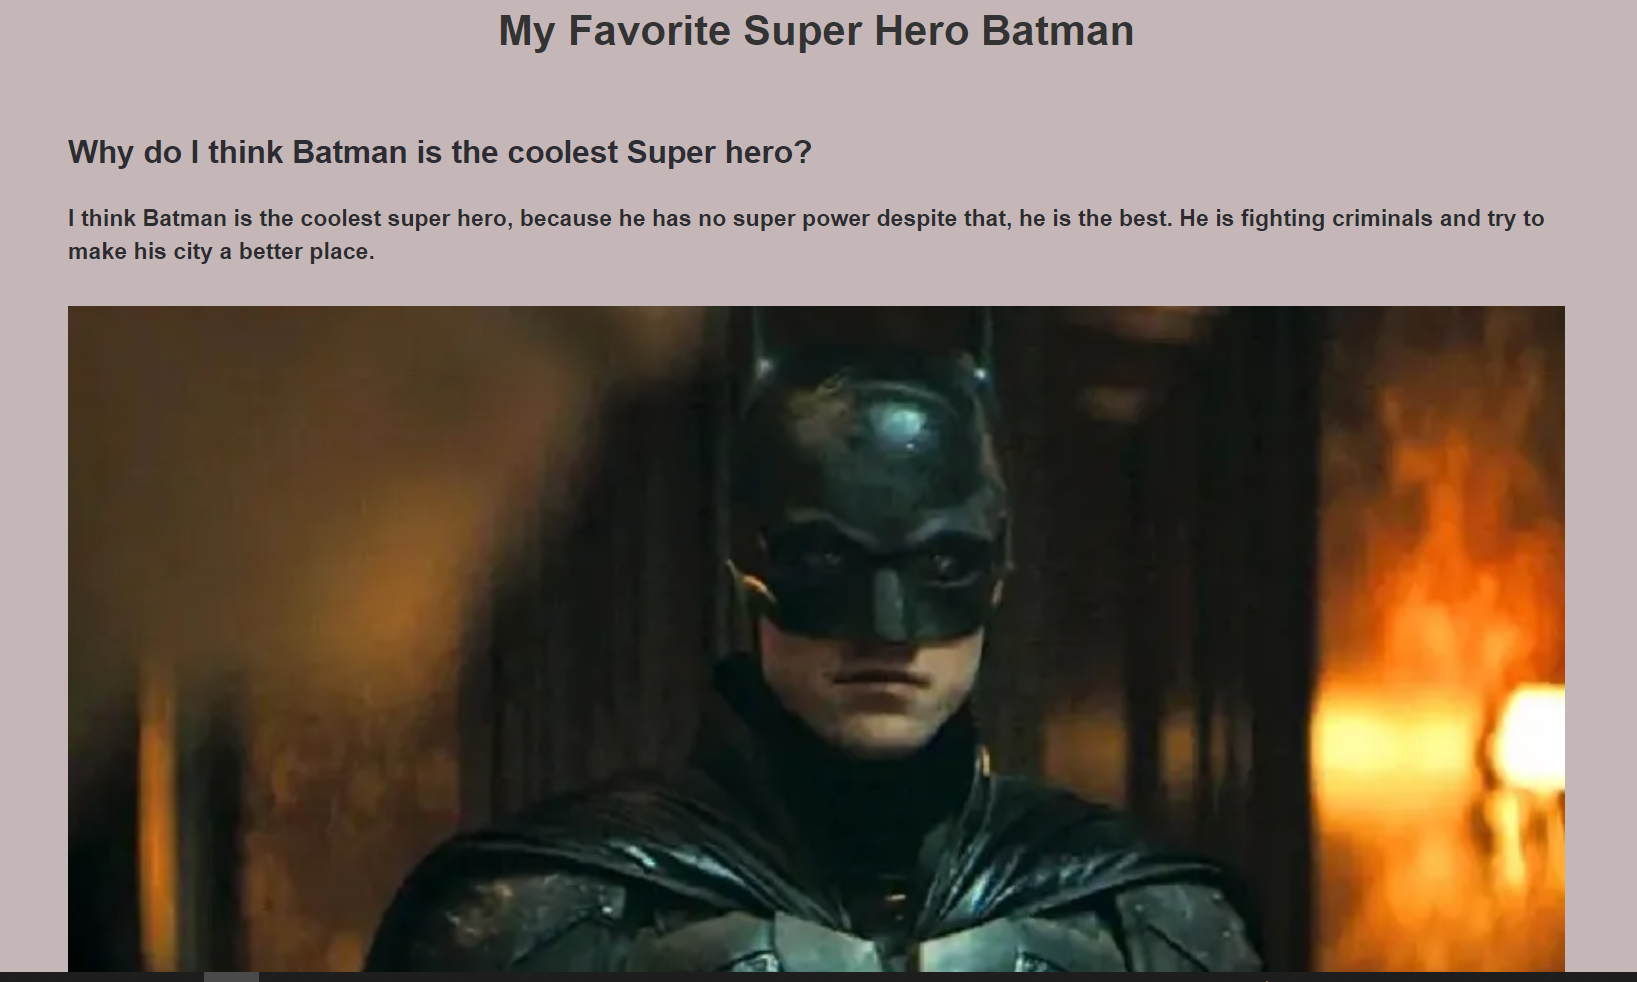 My Favorite Super Hero Batman
Why do I think Batman is the coolest Super hero?
I think Batman is the coolest super hero, because he has no super power despite that, he is the best. He is fighting criminals and try to
make his city a better place.